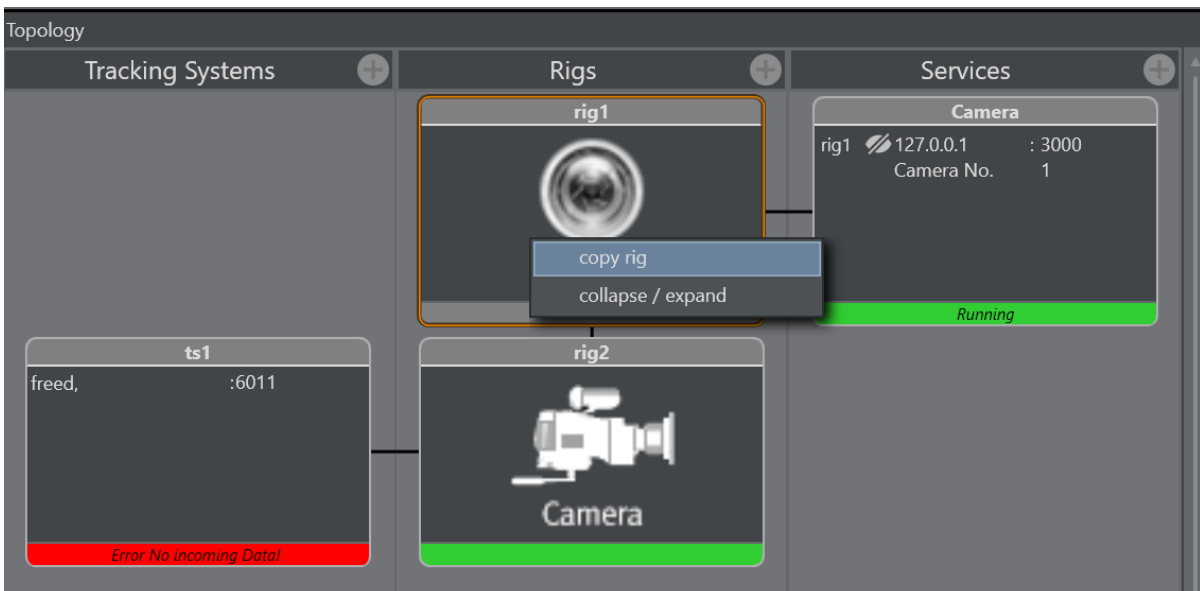 Topology
Tracking Systems
Rigs
Services
rig1
Camera
rig1 127.0.0.1 : 3000
Camera No. 1
copy rig
collapse / expand
Running
ts1
freed, :6011
Error No incoming Data!
rig2
Camera